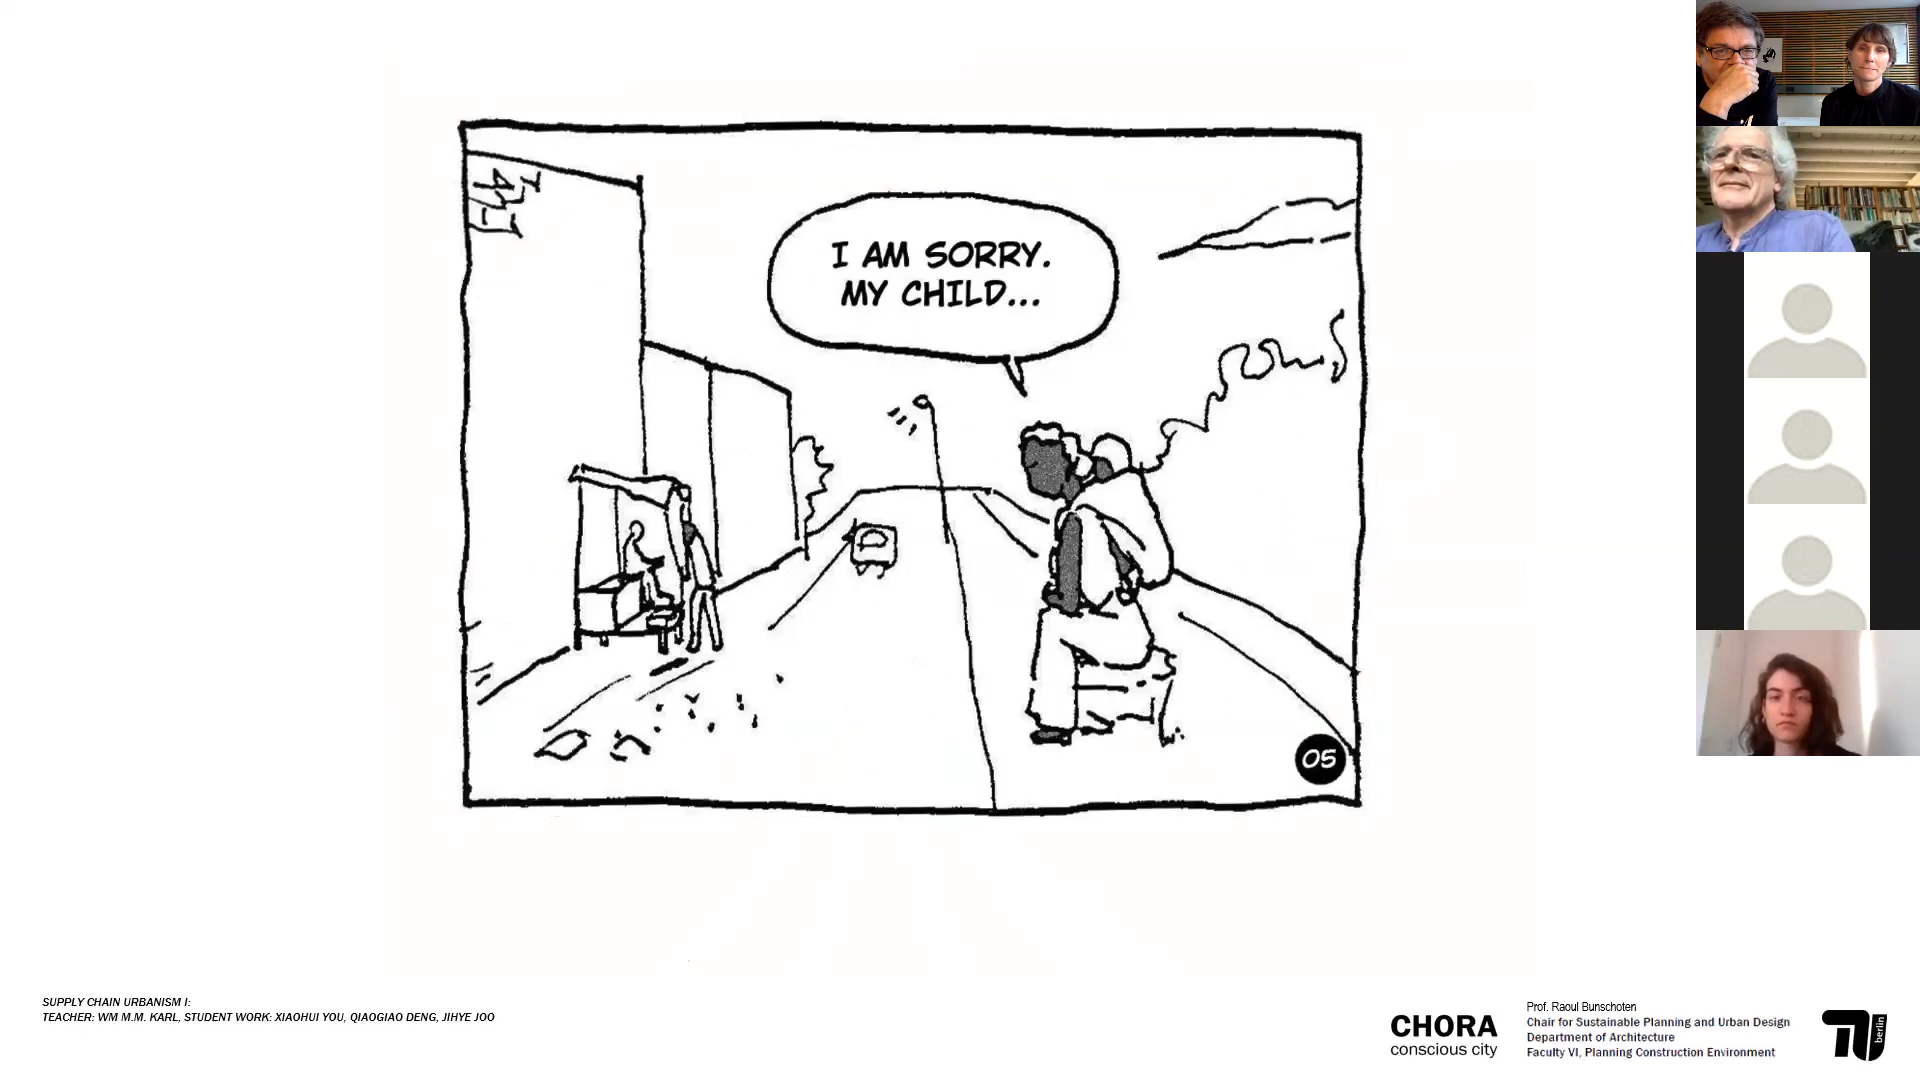 I AM SORRY.
MY CHILD...
05
SUPPLY CHAIN URBANISM I:
TEACHER: WM M.M. KARL, STUDENT WORK: XIAOHUI YOU, QIAOGIAO DENG, JIHYE JOO
CHORA
conscious city
Prof. Raoul Bunschoten
Chair for Sustainable Planning and Urban Design
Department of Architecture
Faculty VI, Planning Construction Environment
berlin